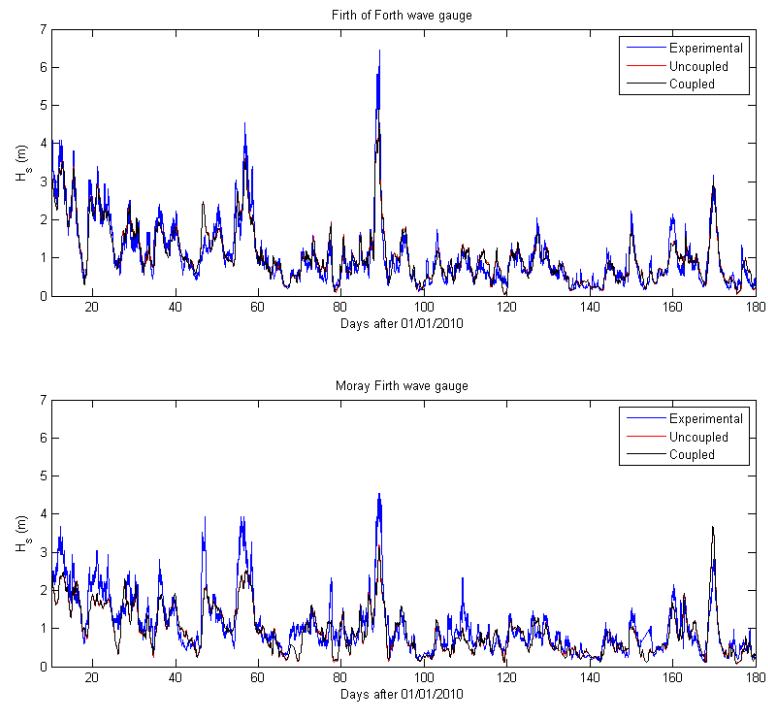 Firth of Forth wave gauge
7
6
5
4
3
2
1
0
H_s (m)
Experimental
Uncoupled
Coupled
20 40 60 80 100 120 140 160 180
Days after 01/01/2010
Moray Firth wave gauge
7
6
5
4
3
2
1
0
H_s (m)
Experimental
Uncoupled
Coupled
20 40 60 80 100 120 140 160 180
Days after 01/01/2010